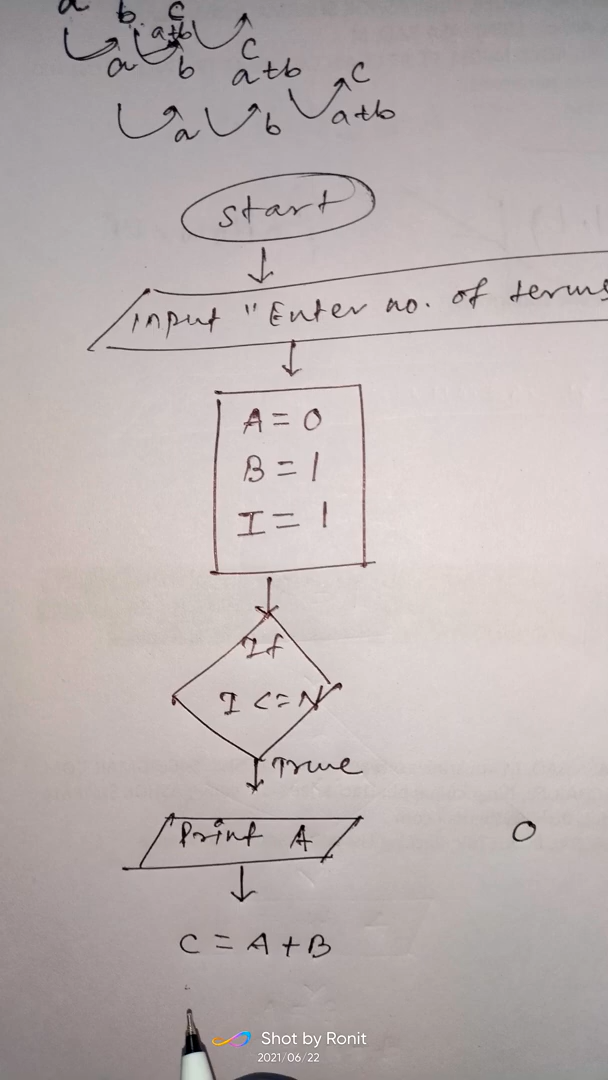 a b c
a+b
a b c
a+b
c
a b a+b
start
input "Enter no. of terms
A = 0
B = 1
I = 1
If
I <= N
True
Print A
0
C = A + B
Shot by Ronit
2021/06/22